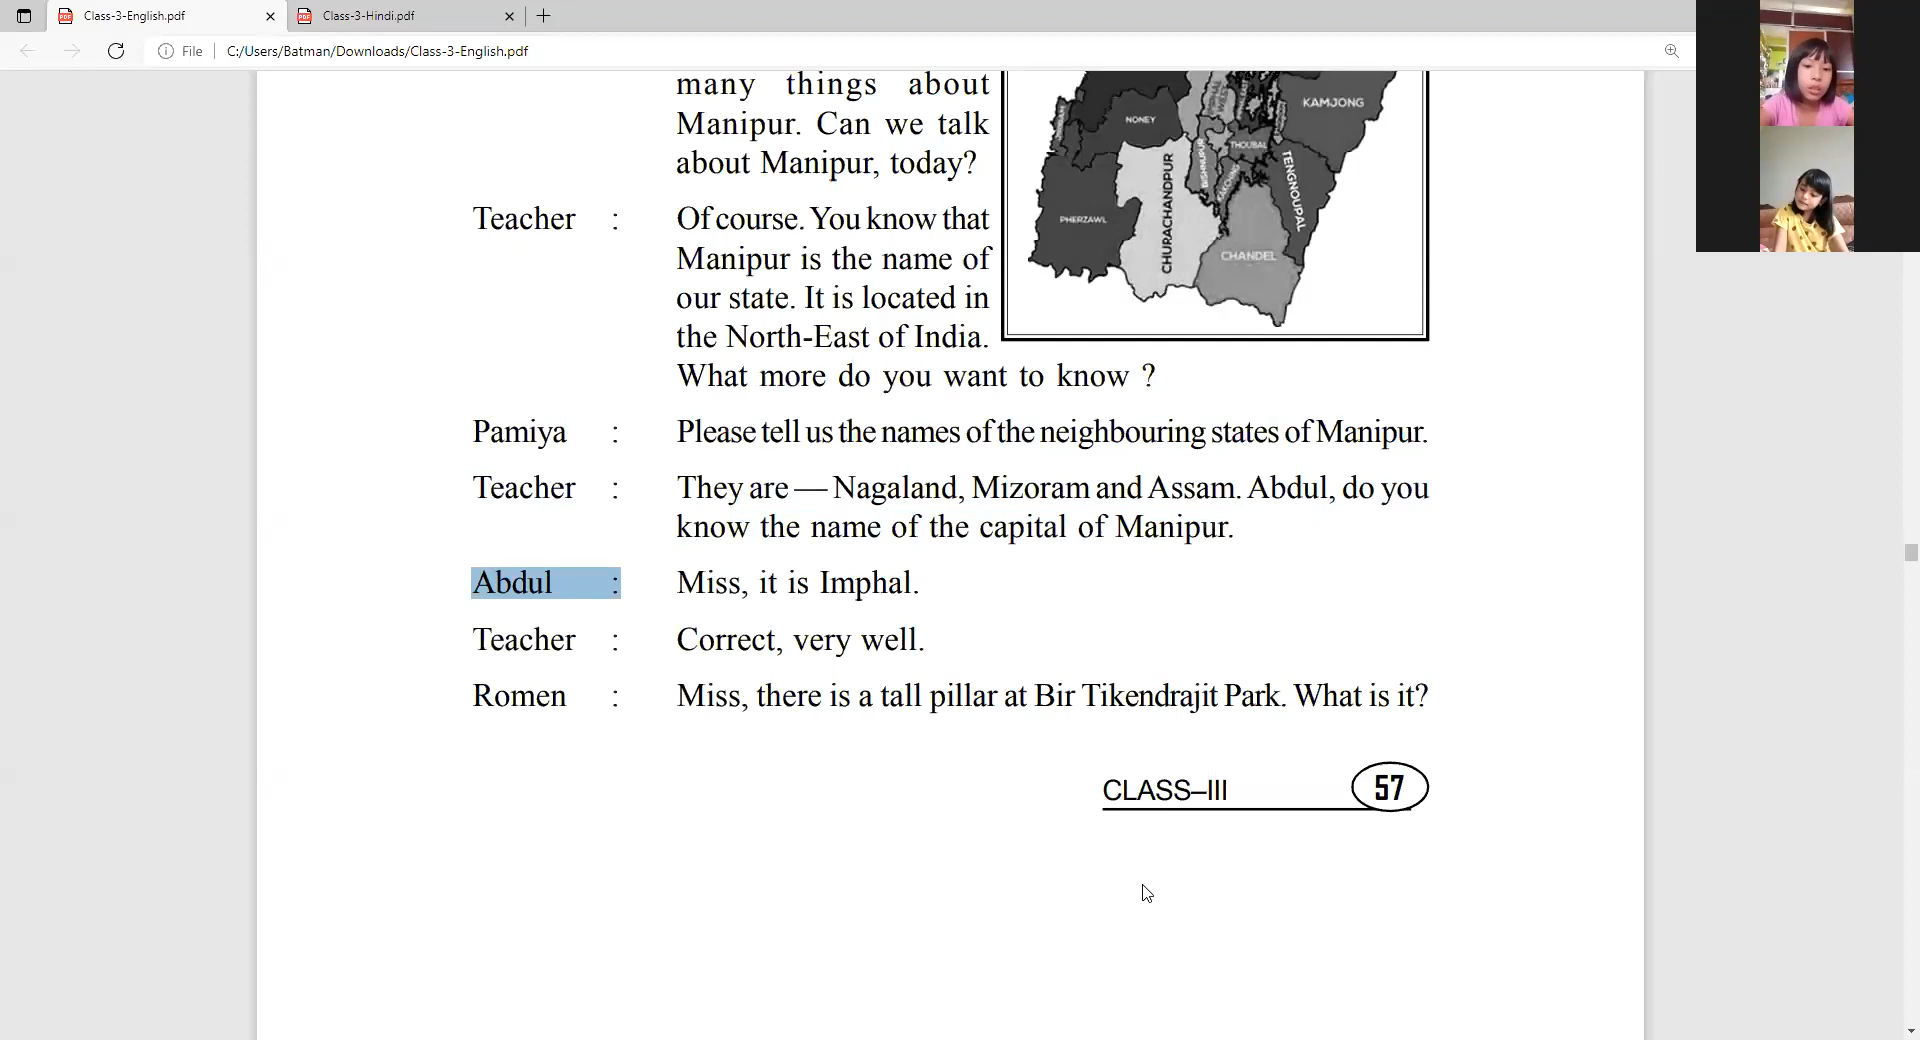 Class-3-English.pdf
Class-3-Hindi.pdf
File C:/Users/Batman/Downloads/Class-3-English.pdf
many things about
Manipur. Can we talk
about Manipur, today?
Teacher : Of course. You know that
Manipur is the name of
our state. It is located in
the North-East of India.
What more do you want to know ?
KAMJONG
NONEY
THOUBAL
BISHNUPUR
TENGNOUPAL
CHURACHANDPUR
PHERZAWL
CHANDEL
Pamiya : Please tell us the names of the neighbouring states of Manipur.
Teacher : They are — Nagaland, Mizoram and Assam. Abdul, do you
know the name of the capital of Manipur.
Abdul : Miss, it is Imphal.
Teacher : Correct, very well.
Romen : Miss, there is a tall pillar at Bir Tikendrajit Park. What is it?
CLASS–III 57